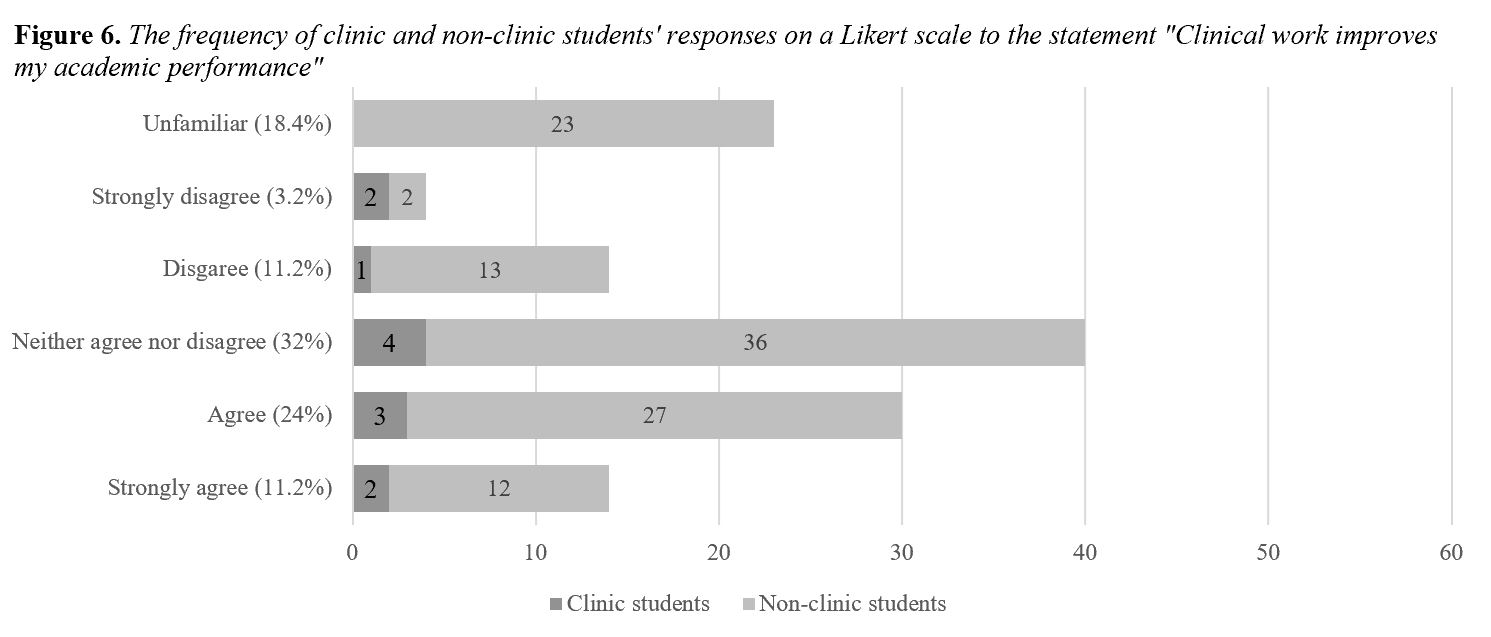 Figure 6. The frequency of clinic and non-clinic students' responses on a Likert scale to the statement "Clinical work improves
my academic performance"
Unfamiliar (18.4%)
23
Strongly disagree (3.2%)
2 2
Disgaree (11.2%)
1 13
Neither agree nor disagree (32%)
4 36
Agree (24%)
3 27
Strongly agree (11.2%)
2 12
0 10 20 30 40 50 60
Clinic students Non-clinic students